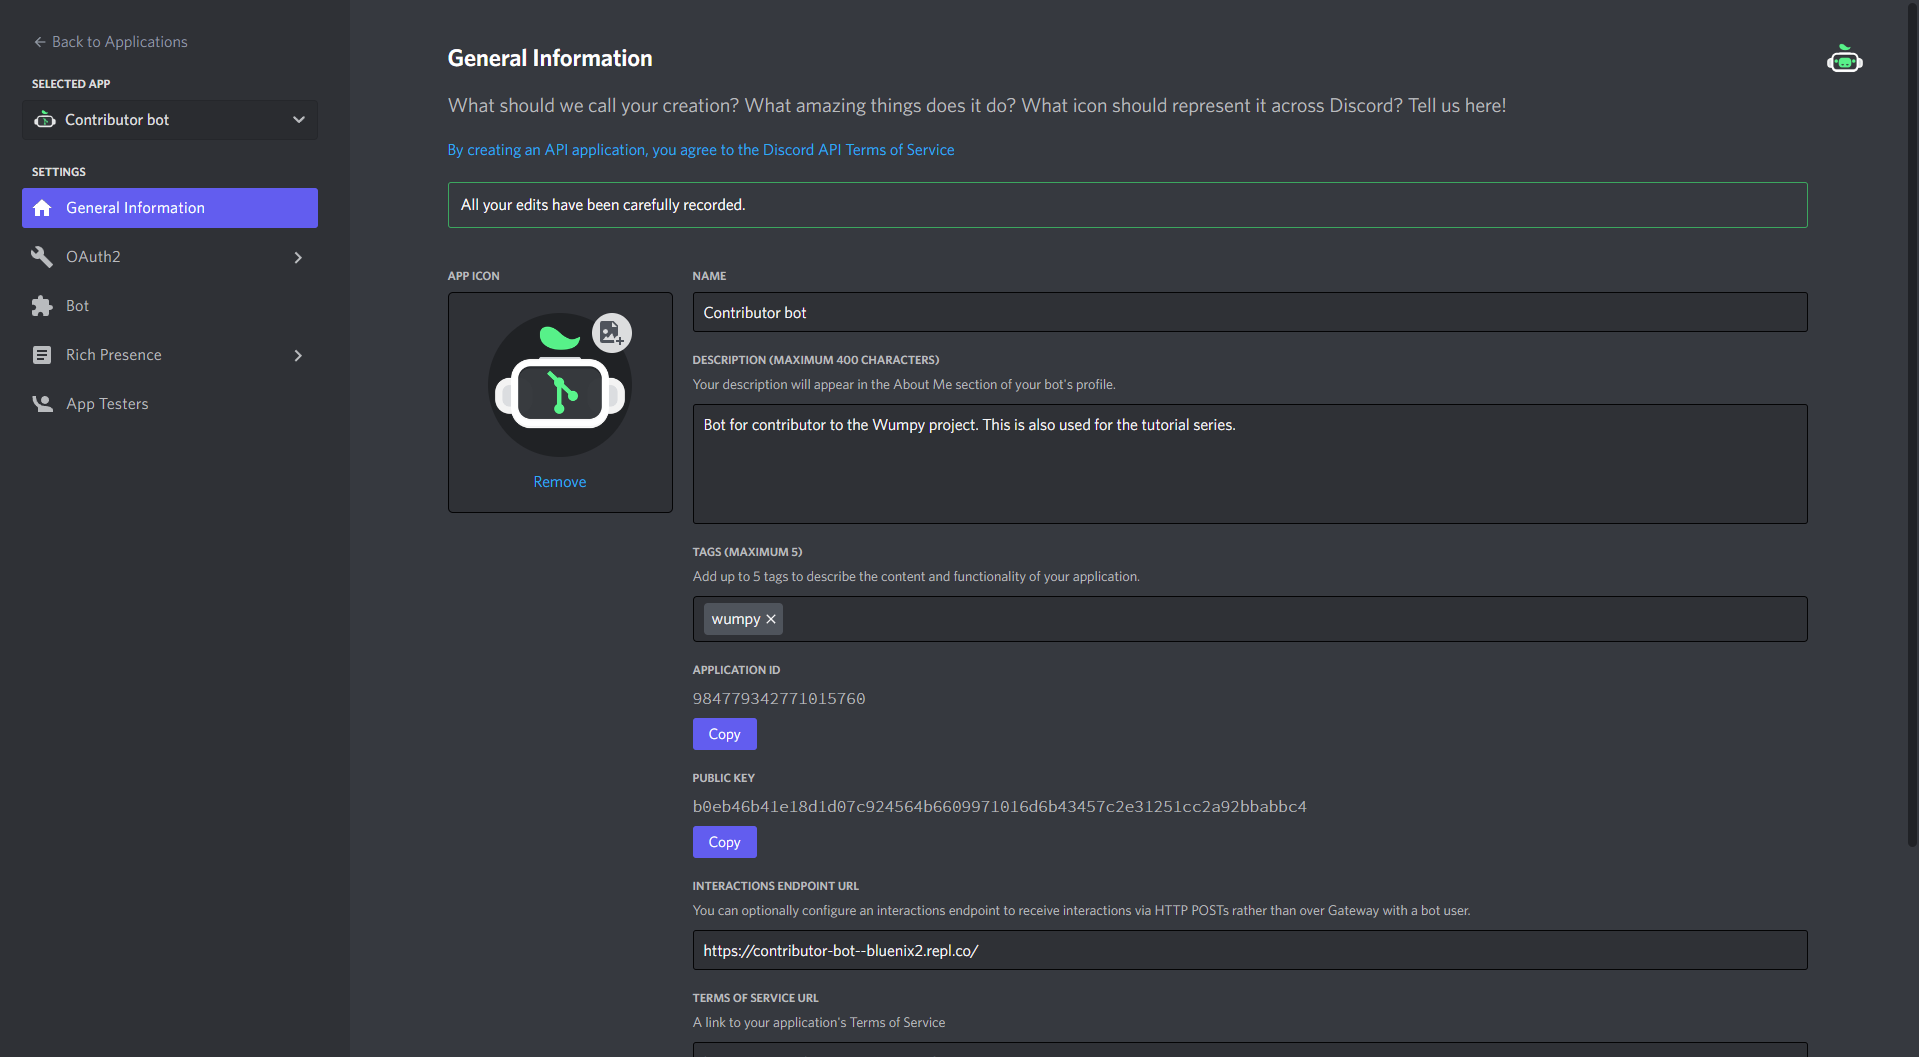 Back to Applications
SELECTED APP
Contributor bot
SETTINGS
General Information
OAuth2
Bot
Rich Presence
App Testers
General Information
What should we call your creation? What amazing things does it do? What icon should represent it across Discord? Tell us here!
By creating an API application, you agree to the Discord API Terms of Service
All your edits have been carefully recorded.
APP ICON
Remove
NAME
Contributor bot
DESCRIPTION (MAXIMUM 400 CHARACTERS)
Your description will appear in the About Me section of your bot's profile.
Bot for contributor to the Wumpy project. This is also used for the tutorial series.
TAGS (MAXIMUM 5)
Add up to 5 tags to describe the content and functionality of your application.
wumpy
APPLICATION ID
984779342771015760
Copy
PUBLIC KEY
b0eb46b41e18d1d07c924564b6609971016d6b43457c2e31251cc2a92bbabbc4
Copy
INTERACTIONS ENDPOINT URL
You can optionally configure an interactions endpoint to receive interactions via HTTP POSTs rather than over Gateway with a bot user.
https://contributor-bot--bluenix2.repl.co/
TERMS OF SERVICE URL
A link to your application's Terms of Service